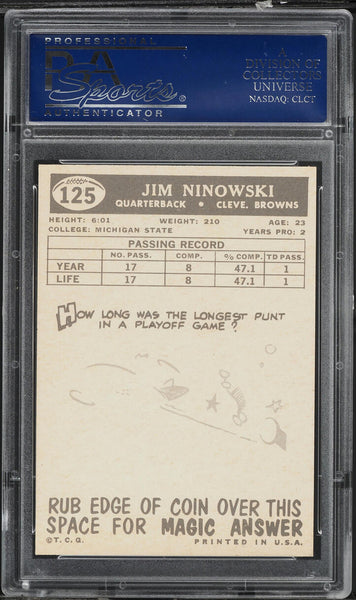 PROFESSIONAL
PSA
Sports
AUTHENTICATOR
A
DIVISION OF
COLLECTORS
UNIVERSE
NASDAQ: CLCT
125
JIM NINOWSKI
QUARTERBACK • CLEVE. BROWNS
HEIGHT: 6:01 WEIGHT: 210 AGE: 23
COLLEGE: MICHIGAN STATE YEARS PRO: 2
PASSING RECORD
NO. PASS. COMP. % COMP. TD PASS
YEAR 17 8 47.1 1
LIFE 17 8 47.1 1
HOW LONG WAS THE LONGEST PUNT
IN A PLAYOFF GAME?
RUB EDGE OF COIN OVER THIS
SPACE FOR MAGIC ANSWER
©T.C.G. PRINTED IN U.S.A.